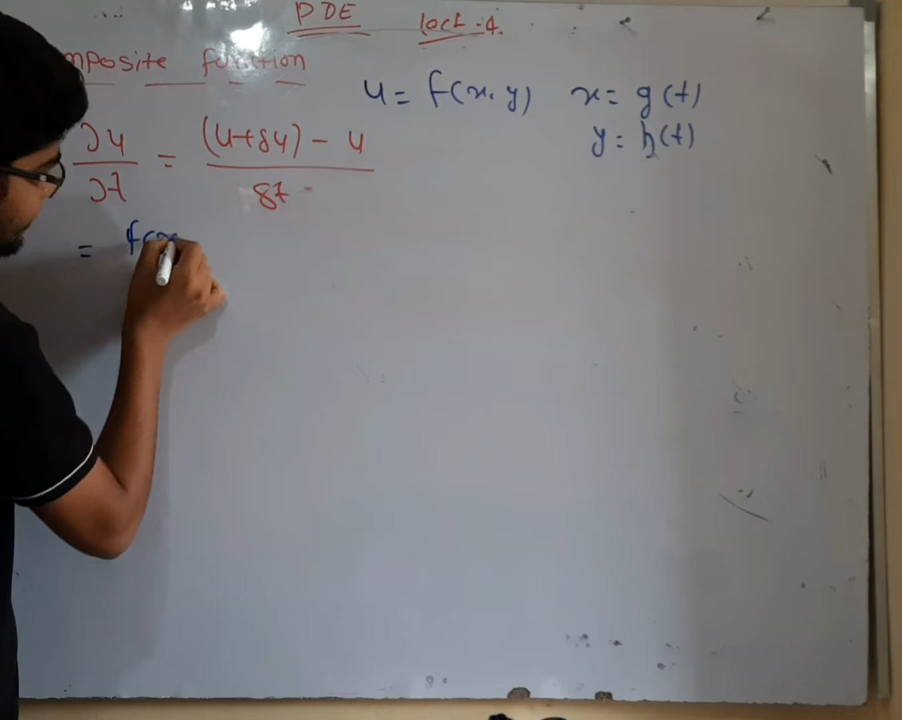 PDE lect-4.
mposite function
u = f(x, y) x = g(t)
y = h(t)
∂u/∂t = (u+δu) - u / δt
= f(x